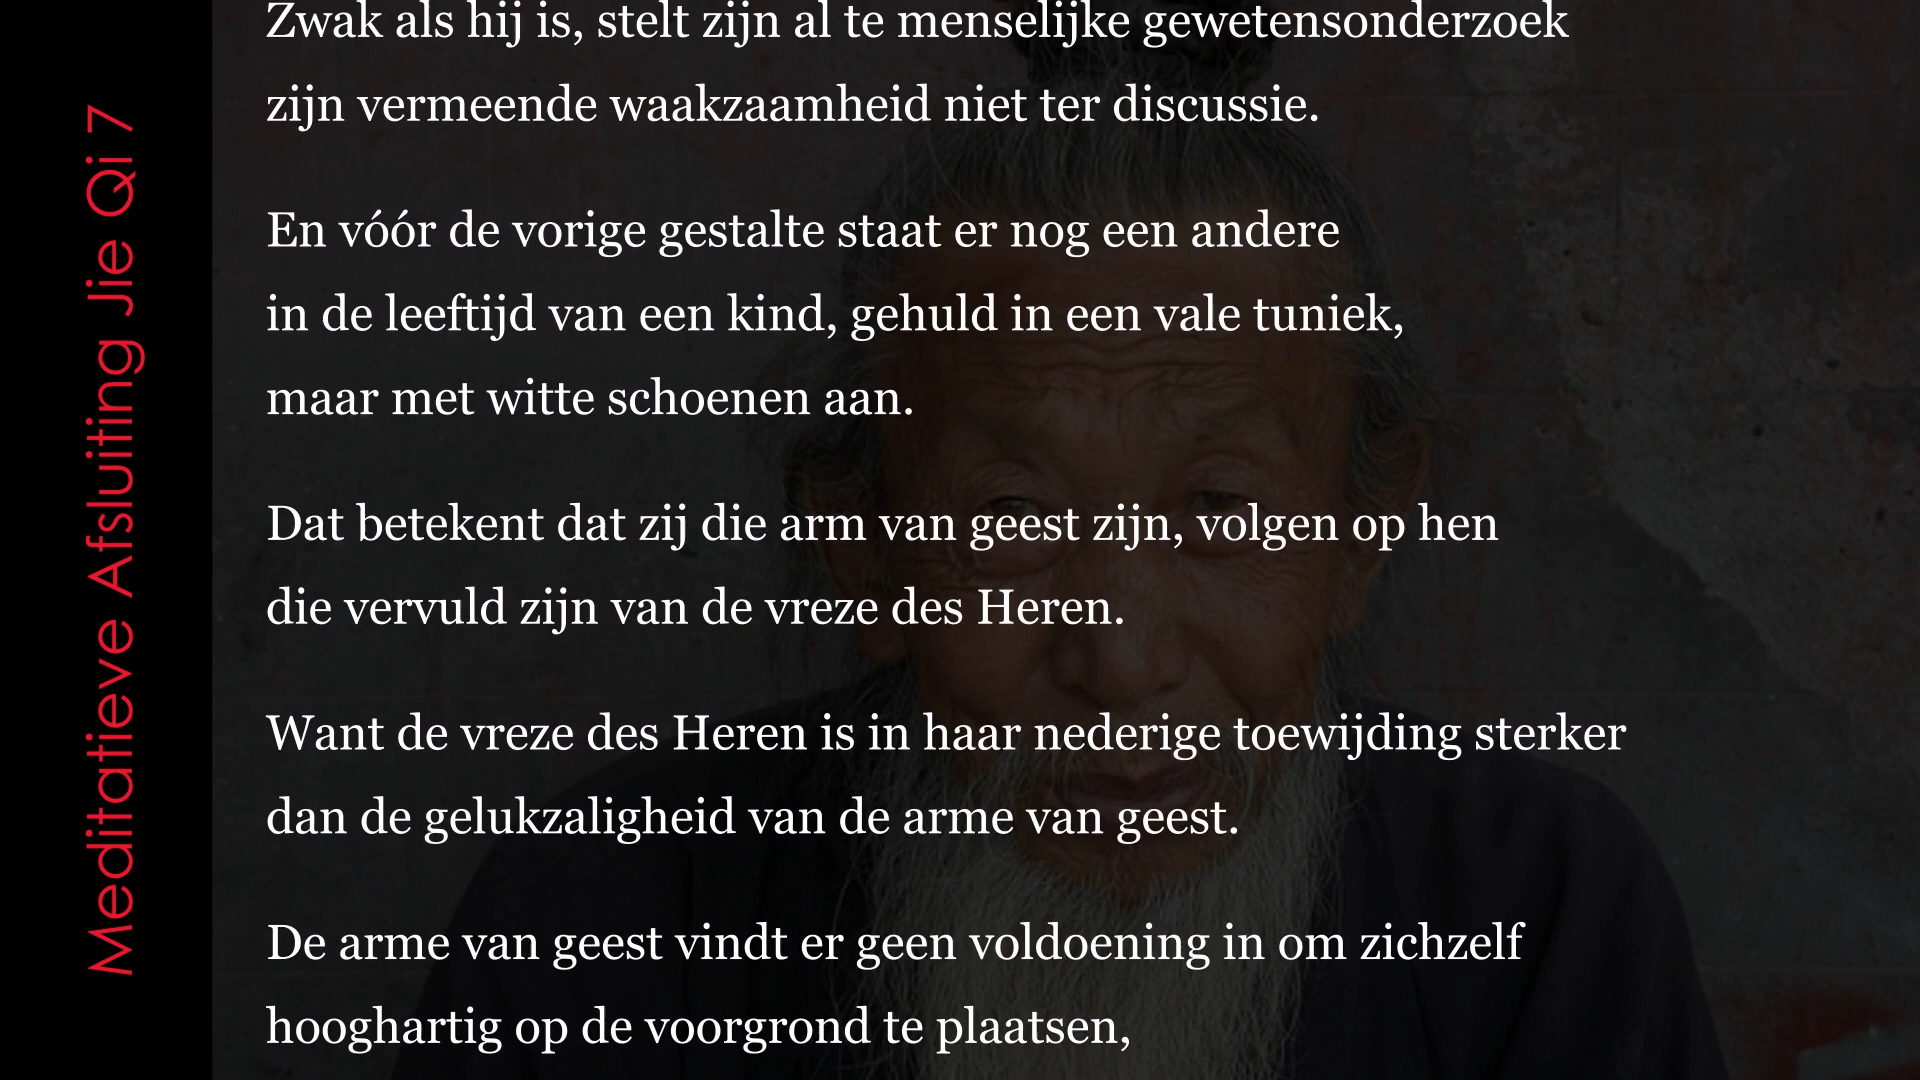 Meditatieve Afsluiting Jie Qi 7
Zwak als hij is, stelt zijn al te menselijke gewetensonderzoek
zijn vermeende waakzaamheid niet ter discussie.
En vóór de vorige gestalte staat er nog een andere
in de leeftijd van een kind, gehuld in een vale tuniek,
maar met witte schoenen aan.
Dat betekent dat zij die arm van geest zijn, volgen op hen
die vervuld zijn van de vreze des Heren.
Want de vreze des Heren is in haar nederige toewijding sterker
dan de gelukzaligheid van de arme van geest.
De arme van geest vindt er geen voldoening in om zichzelf
hooghartig op de voorgrond te plaatsen,